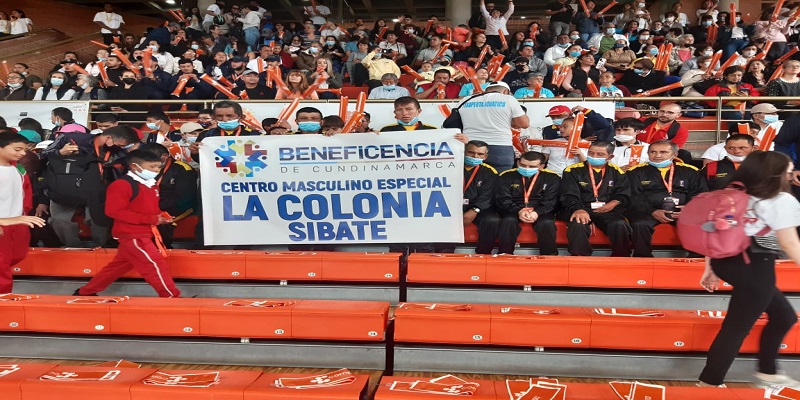 BENEFICENCIA
DE CUNDINAMARCA
CENTRO MASCULINO ESPECIAL
LA COLONIA
SIBATE